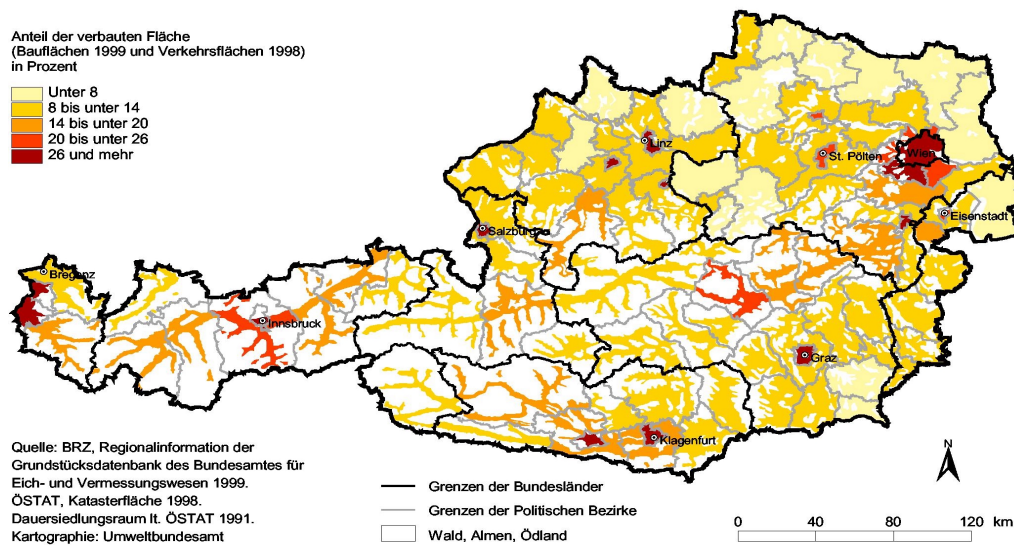 Anteil der verbauten Fläche
(Bauflächen 1999 und Verkehrsflächen 1998)
in Prozent
Unter 8
8 bis unter 14
14 bis unter 20
20 bis unter 26
26 und mehr
Linz
St. Pölten
Wien
Eisenstadt
Salzburg
Bregenz
Innsbruck
Graz
Klagenfurt
Quelle: BRZ, Regionalinformation der
Grundstücksdatenbank des Bundesamtes für
Eich- und Vermessungswesen 1999.
ÖSTAT, Katasterfläche 1998.
Dauersiedlungsraum lt. ÖSTAT 1991.
Kartographie: Umweltbundesamt
Grenzen der Bundesländer
Grenzen der Politischen Bezirke
Wald, Almen, Ödland
N
0 40 80 120 km